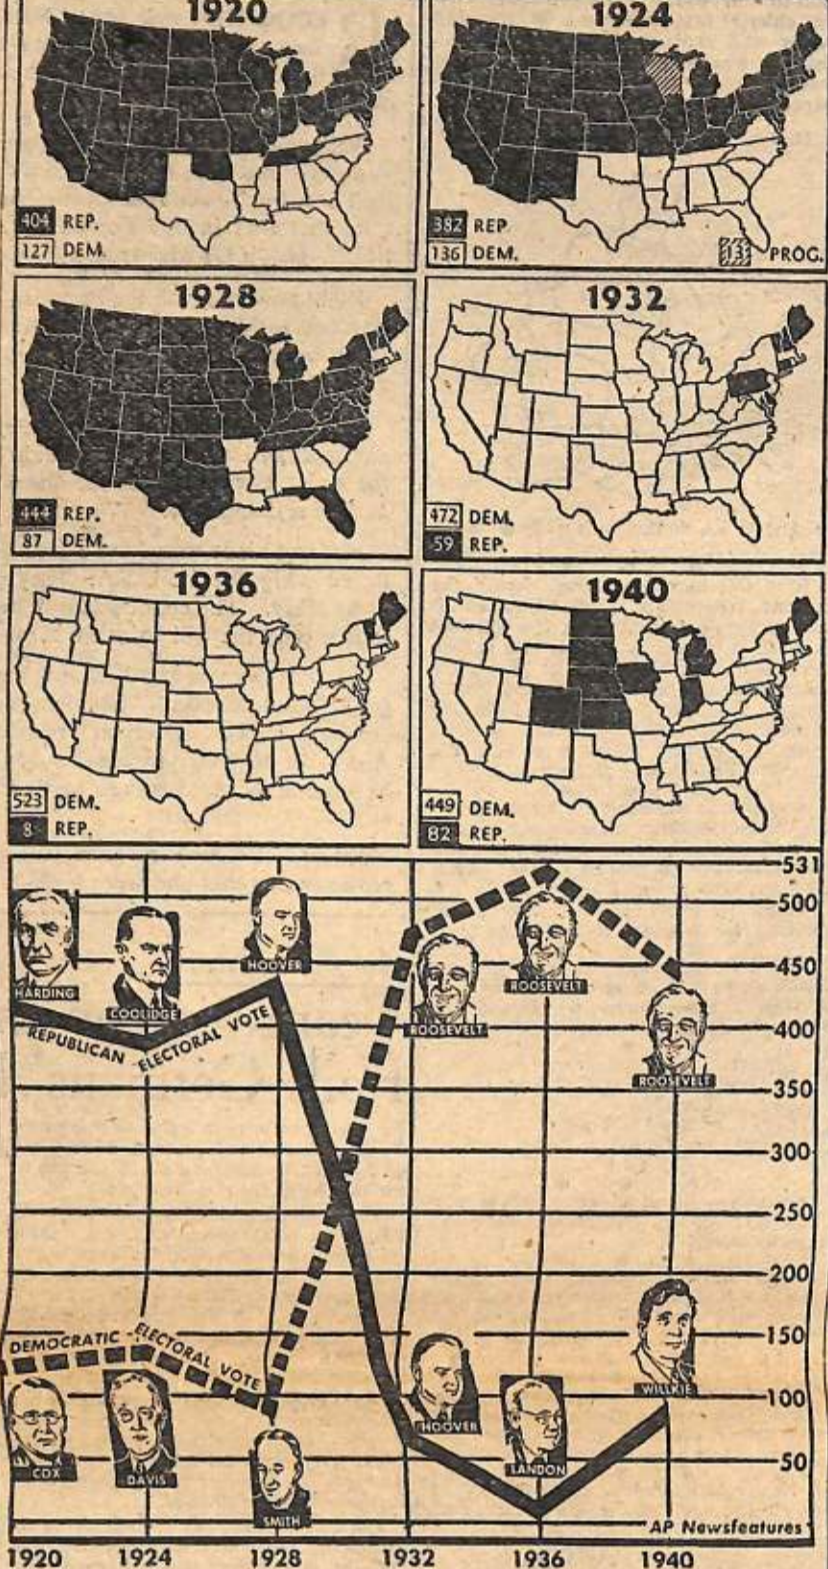 1920
404 REP.
127 DEM.
1924
382 REP.
136 DEM.
13 PROG.
1928
444 REP.
87 DEM.
1932
472 DEM.
59 REP.
1936
523 DEM.
8 REP.
1940
449 DEM.
82 REP.
531
500
450
400
350
300
250
200
150
100
50
HARDING
COOLIDGE
HOOVER
ROOSEVELT
ROOSEVELT
ROOSEVELT
REPUBLICAN ELECTORAL VOTE
DEMOCRATIC - ELECTORAL VOTE
COX
DAVIS
SMITH
HOOVER
LANDON
WILLKIE
AP Newsfeatures
1920 1924 1928 1932 1936 1940